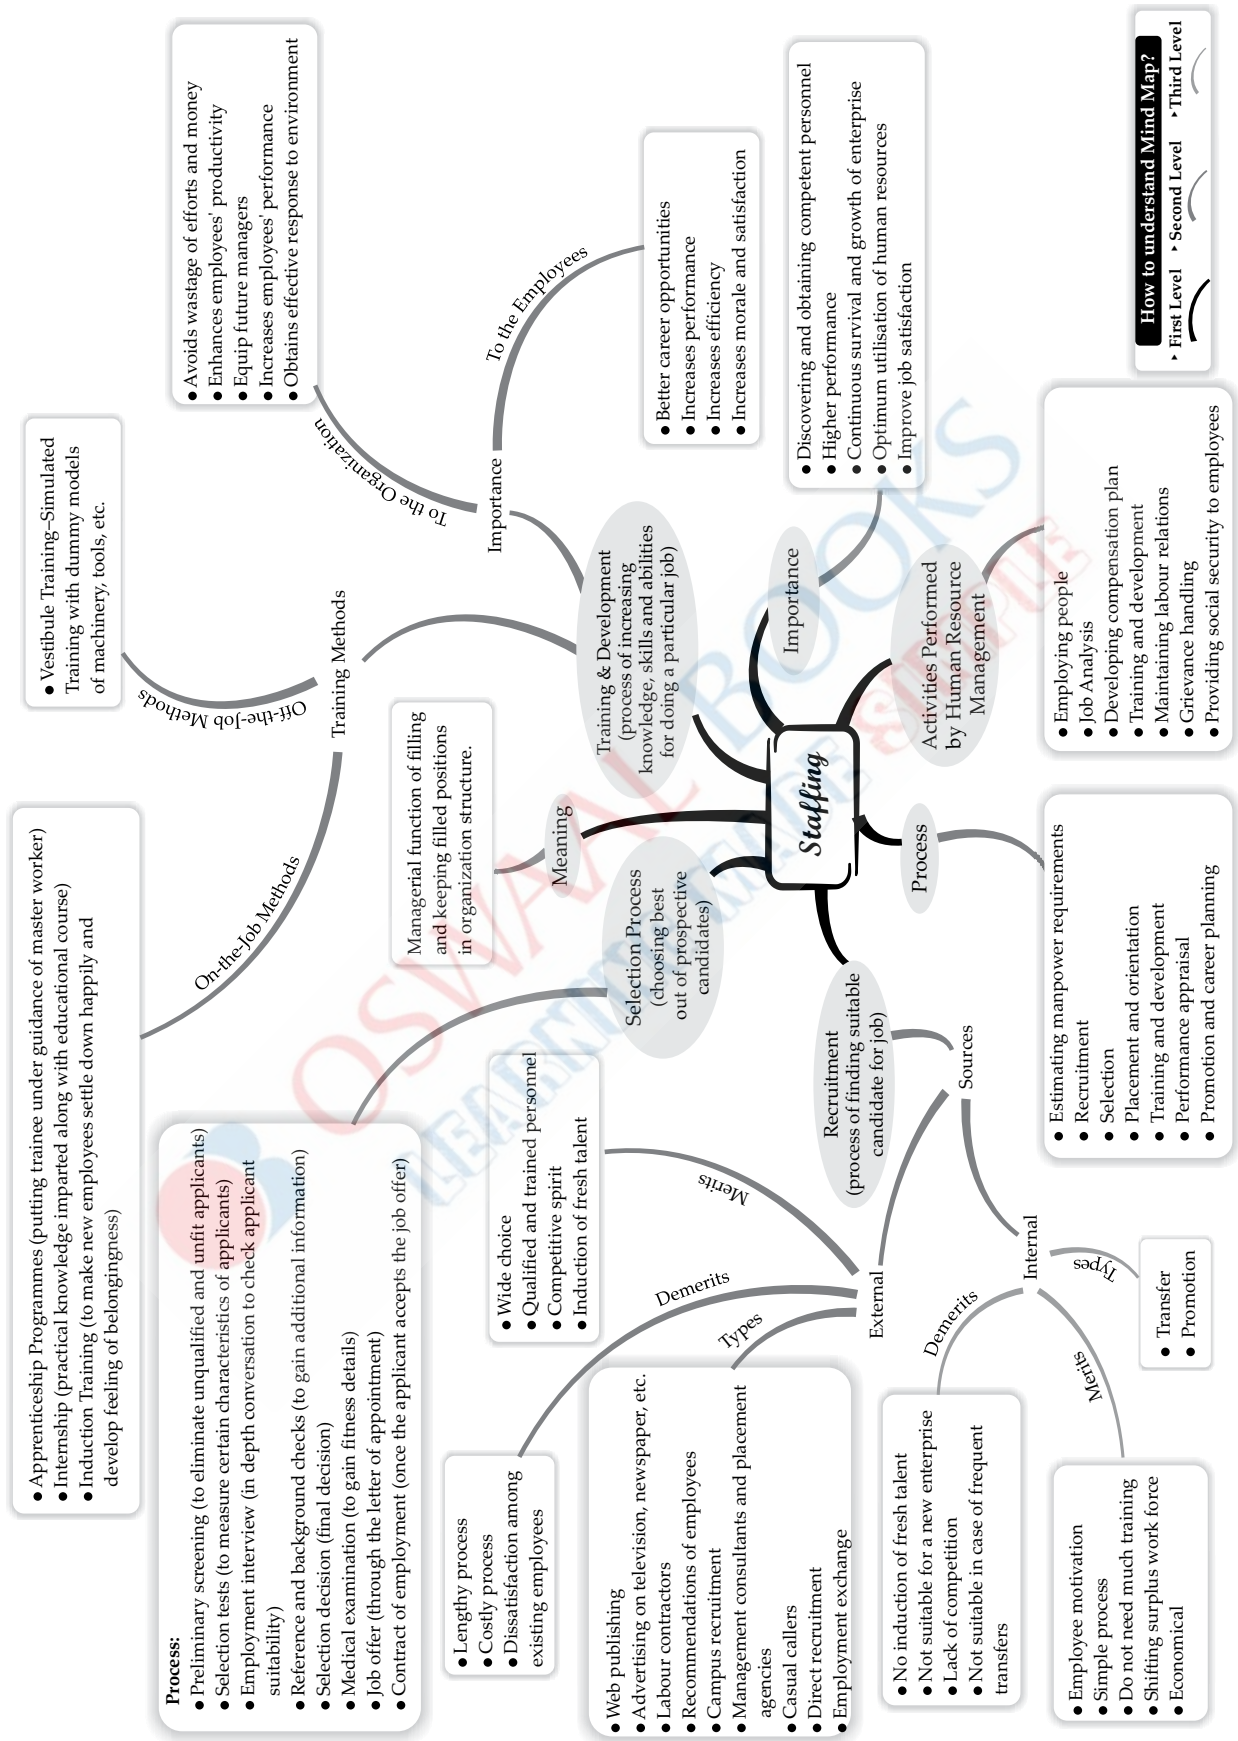 Staffing
Meaning
Managerial function of filling
and keeping filled positions
in organization structure.
Training & Development
(process of increasing
knowledge, skills and abilities
for doing a particular job)
Training Methods
On-the-Job Methods
● Apprenticeship Programmes (putting trainee under guidance of master worker)
● Internship (practical knowledge imparted along with educational course)
● Induction Training (to make new employees settle down happily and
develop feeling of belongingness)
Off-the-Job Methods
● Vestibule Training–Simulated
Training with dummy models
of machinery, tools, etc.
Importance
To the Organization
● Avoids wastage of efforts and money
● Enhances employees' productivity
● Equip future managers
● Increases employees' performance
● Obtains effective response to environment
To the Employees
● Better career opportunities
● Increases performance
● Increases efficiency
● Increases morale and satisfaction
Importance
● Discovering and obtaining competent personnel
● Higher performance
● Continuous survival and growth of enterprise
● Optimum utilisation of human resources
● Improve job satisfaction
Activities Performed
by Human Resource
Management
● Employing people
● Job Analysis
● Developing compensation plan
● Training and development
● Maintaining labour relations
● Grievance handling
● Providing social security to employees
Process
● Estimating manpower requirements
● Recruitment
● Selection
● Placement and orientation
● Training and development
● Performance appraisal
● Promotion and career planning
Recruitment
(process of finding suitable
candidate for job)
Sources
Internal
Types
● Transfer
● Promotion
Merits
● Employee motivation
● Simple process
● Do not need much training
● Shifting surplus work force
● Economical
Demerits
● No induction of fresh talent
● Not suitable for a new enterprise
● Lack of competition
● Not suitable in case of frequent
transfers
External
Types
● Web publishing
● Advertising on television, newspaper, etc.
● Labour contractors
● Recommendations of employees
● Campus recruitment
● Management consultants and placement
agencies
● Casual callers
● Direct recruitment
● Employment exchange
Demerits
● Lengthy process
● Costly process
● Dissatisfaction among
existing employees
Merits
● Wide choice
● Qualified and trained personnel
● Competitive spirit
● Induction of fresh talent
Selection Process
(choosing best
out of prospective
candidates)
Process:
● Preliminary screening (to eliminate unqualified and unfit applicants)
● Selection tests (to measure certain characteristics of applicants)
● Employment interview (in depth conversation to check applicant
suitability)
● Reference and background checks (to gain additional information)
● Selection decision (final decision)
● Medical examination (to gain fitness details)
● Job offer (through the letter of appointment)
● Contract of employment (once the applicant accepts the job offer)
How to understand Mind Map?
▸ First Level ▸ Second Level ▸ Third Level
OSWAAL BOOKS
LEARNING MADE SIMPLE